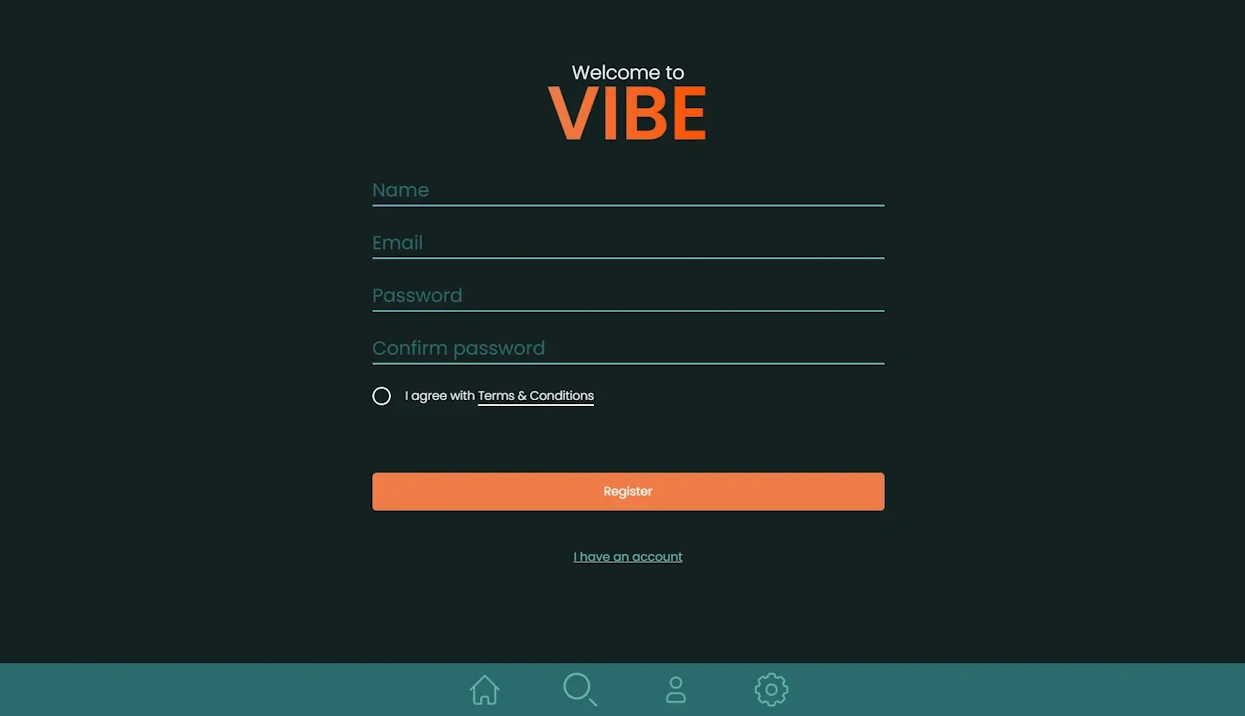 Welcome to
VIBE
Name
Email
Password
Confirm password
I agree with Terms & Conditions
Register
I have an account